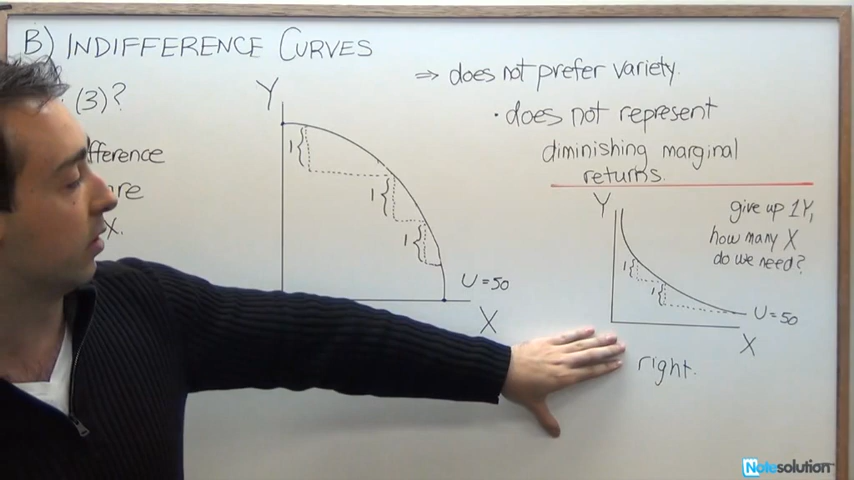 B) INDIFFERENCE CURVES
(3)?
fference
are
X.
Y
1
1
1
U = 50
X
⇒ does not prefer variety.
• does not represent
diminishing marginal
returns.
give up 1Y,
how many X
do we need?
Y
1
1
U = 50
X
right.
Notesolution